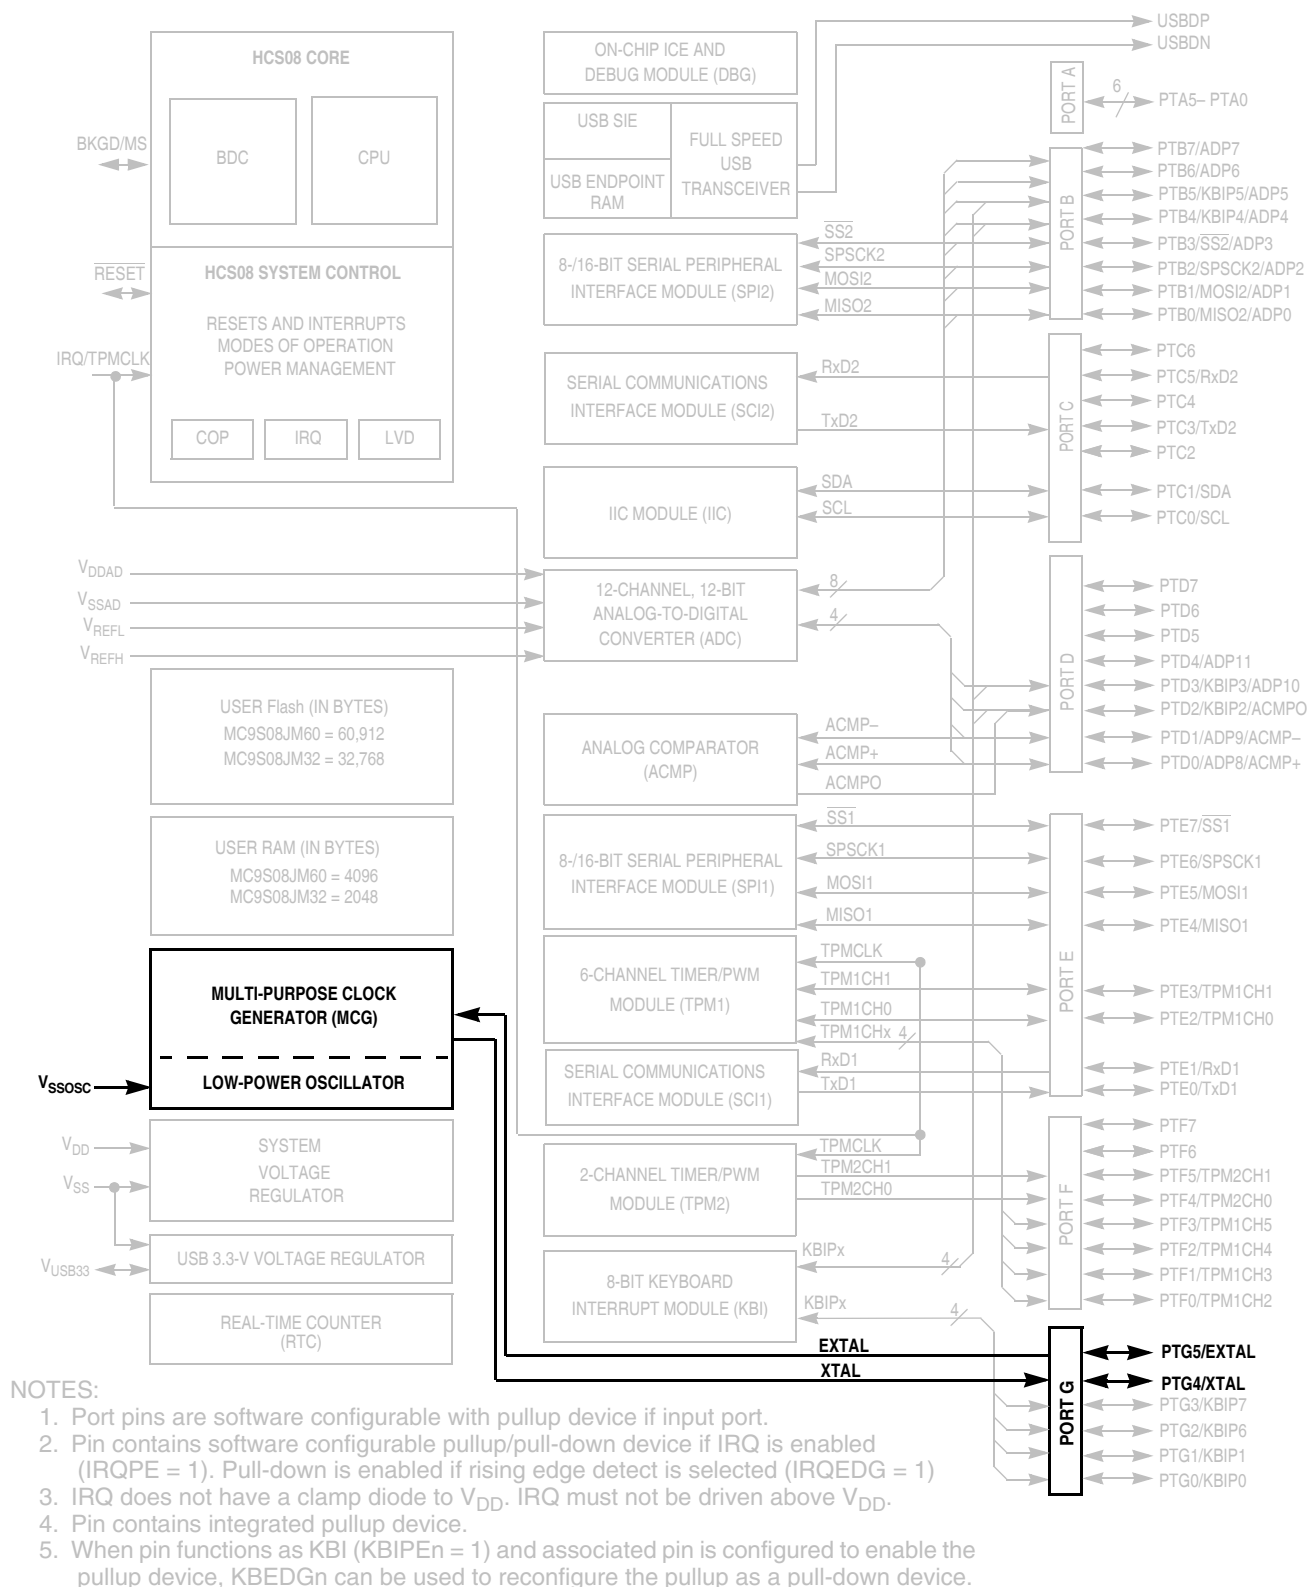 HCS08 CORE
BDC
CPU
BKGD/MS
RESET
HCS08 SYSTEM CONTROL
RESETS AND INTERRUPTS
MODES OF OPERATION
POWER MANAGEMENT
IRQ/TPMCLK
COP
IRQ
LVD
VDDAD
VSSAD
VREFL
VREFH
USER Flash (IN BYTES)
MC9S08JM60 = 60,912
MC9S08JM32 = 32,768
USER RAM (IN BYTES)
MC9S08JM60 = 4096
MC9S08JM32 = 2048
MULTI-PURPOSE CLOCK
GENERATOR (MCG)
LOW-POWER OSCILLATOR
VSSOSC
VDD
VSS
SYSTEM
VOLTAGE
REGULATOR
VUSB33
USB 3.3-V VOLTAGE REGULATOR
REAL-TIME COUNTER
(RTC)
ON-CHIP ICE AND
DEBUG MODULE (DBG)
USB SIE
USB ENDPOINT
RAM
FULL SPEED
USB
TRANSCEIVER
8-/16-BIT SERIAL PERIPHERAL
INTERFACE MODULE (SPI2)
SS2
SPSCK2
MOSI2
MISO2
SERIAL COMMUNICATIONS
INTERFACE MODULE (SCI2)
RxD2
TxD2
IIC MODULE (IIC)
SDA
SCL
12-CHANNEL, 12-BIT
ANALOG-TO-DIGITAL
CONVERTER (ADC)
8
4
ANALOG COMPARATOR
(ACMP)
ACMP–
ACMP+
ACMPO
8-/16-BIT SERIAL PERIPHERAL
INTERFACE MODULE (SPI1)
SS1
SPSCK1
MOSI1
MISO1
6-CHANNEL TIMER/PWM
MODULE (TPM1)
TPMCLK
TPM1CH1
TPM1CH0
TPM1CHx 4
SERIAL COMMUNICATIONS
INTERFACE MODULE (SCI1)
RxD1
TxD1
2-CHANNEL TIMER/PWM
MODULE (TPM2)
TPMCLK
TPM2CH1
TPM2CH0
8-BIT KEYBOARD
INTERRUPT MODULE (KBI)
KBIPx
4
KBIPx
4
EXTAL
XTAL
USBDP
USBDN
PORT A
6
PTA5– PTA0
PORT B
PTB7/ADP7
PTB6/ADP6
PTB5/KBIP5/ADP5
PTB4/KBIP4/ADP4
PTB3/SS2/ADP3
PTB2/SPSCK2/ADP2
PTB1/MOSI2/ADP1
PTB0/MISO2/ADP0
PORT C
PTC6
PTC5/RxD2
PTC4
PTC3/TxD2
PTC2
PTC1/SDA
PTC0/SCL
PORT D
PTD7
PTD6
PTD5
PTD4/ADP11
PTD3/KBIP3/ADP10
PTD2/KBIP2/ACMPO
PTD1/ADP9/ACMP–
PTD0/ADP8/ACMP+
PORT E
PTE7/SS1
PTE6/SPSCK1
PTE5/MOSI1
PTE4/MISO1
PTE3/TPM1CH1
PTE2/TPM1CH0
PTE1/RxD1
PTE0/TxD1
PORT F
PTF7
PTF6
PTF5/TPM2CH1
PTF4/TPM2CH0
PTF3/TPM1CH5
PTF2/TPM1CH4
PTF1/TPM1CH3
PTF0/TPM1CH2
PORT G
PTG5/EXTAL
PTG4/XTAL
PTG3/KBIP7
PTG2/KBIP6
PTG1/KBIP1
PTG0/KBIP0
NOTES:
1. Port pins are software configurable with pullup device if input port.
2. Pin contains software configurable pullup/pull-down device if IRQ is enabled
(IRQPE = 1). Pull-down is enabled if rising edge detect is selected (IRQEDG = 1)
3. IRQ does not have a clamp diode to VDD. IRQ must not be driven above VDD.
4. Pin contains integrated pullup device.
5. When pin functions as KBI (KBIPEn = 1) and associated pin is configured to enable the
pullup device, KBEDGn can be used to reconfigure the pullup as a pull-down device.